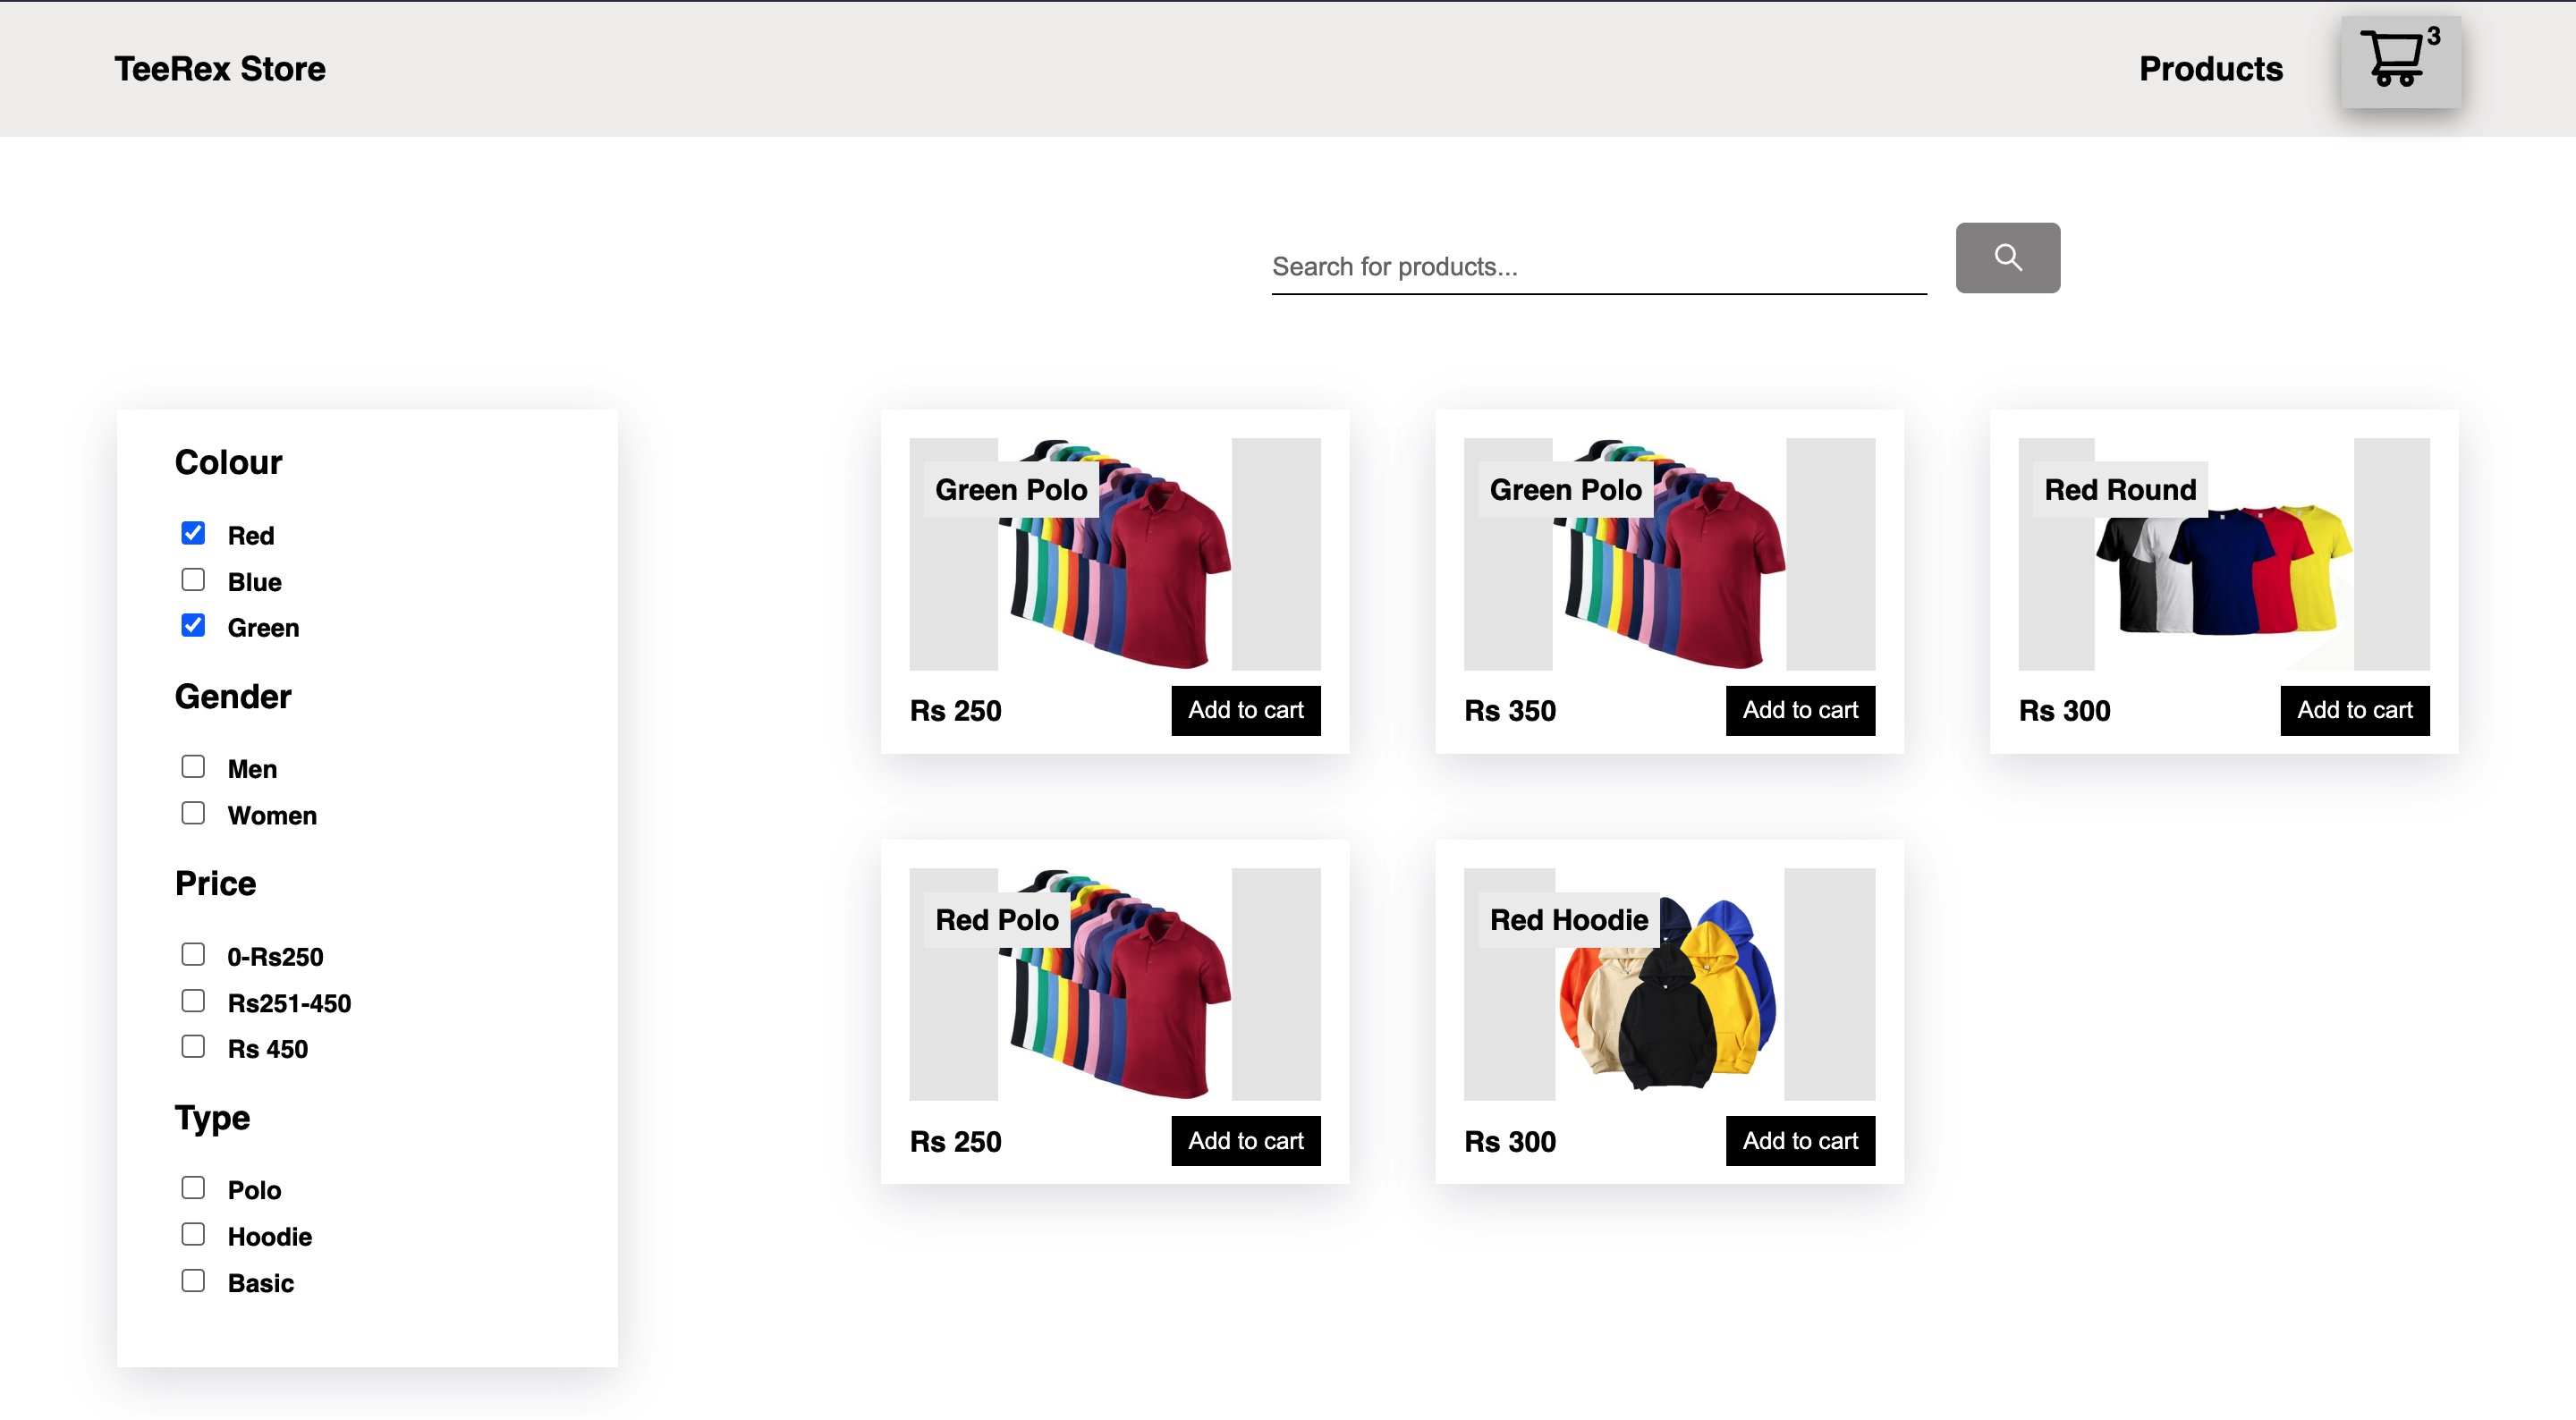 TeeRex Store
Products
3
Search for products...
Colour
Red
Blue
Green
Gender
Men
Women
Price
0-Rs250
Rs251-450
Rs 450
Type
Polo
Hoodie
Basic
Green Polo
Rs 250
Add to cart
Green Polo
Rs 350
Add to cart
Red Round
Rs 300
Add to cart
Red Polo
Rs 250
Add to cart
Red Hoodie
Rs 300
Add to cart